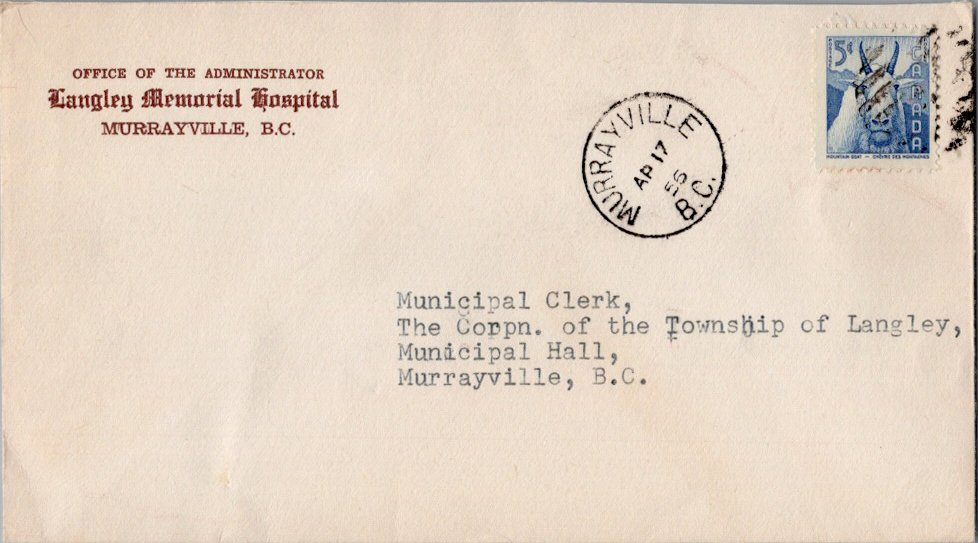 OFFICE OF THE ADMINISTRATOR
Langley Memorial Hospital
MURRAYVILLE, B.C.
MURRAYVILLE
AP 17
56
B.C.
5¢
CANADA
POSTAGE
MOUNTAIN GOAT - CHÈVRE DES MONTAGNES
Municipal Clerk,
The Corpn. of the Township of Langley,
Municipal Hall,
Murrayville, B.C.